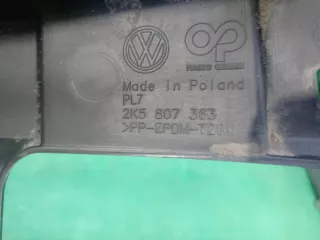 Made in Poland
PL7
2K5 807 393
>PP-EPDM-T20<